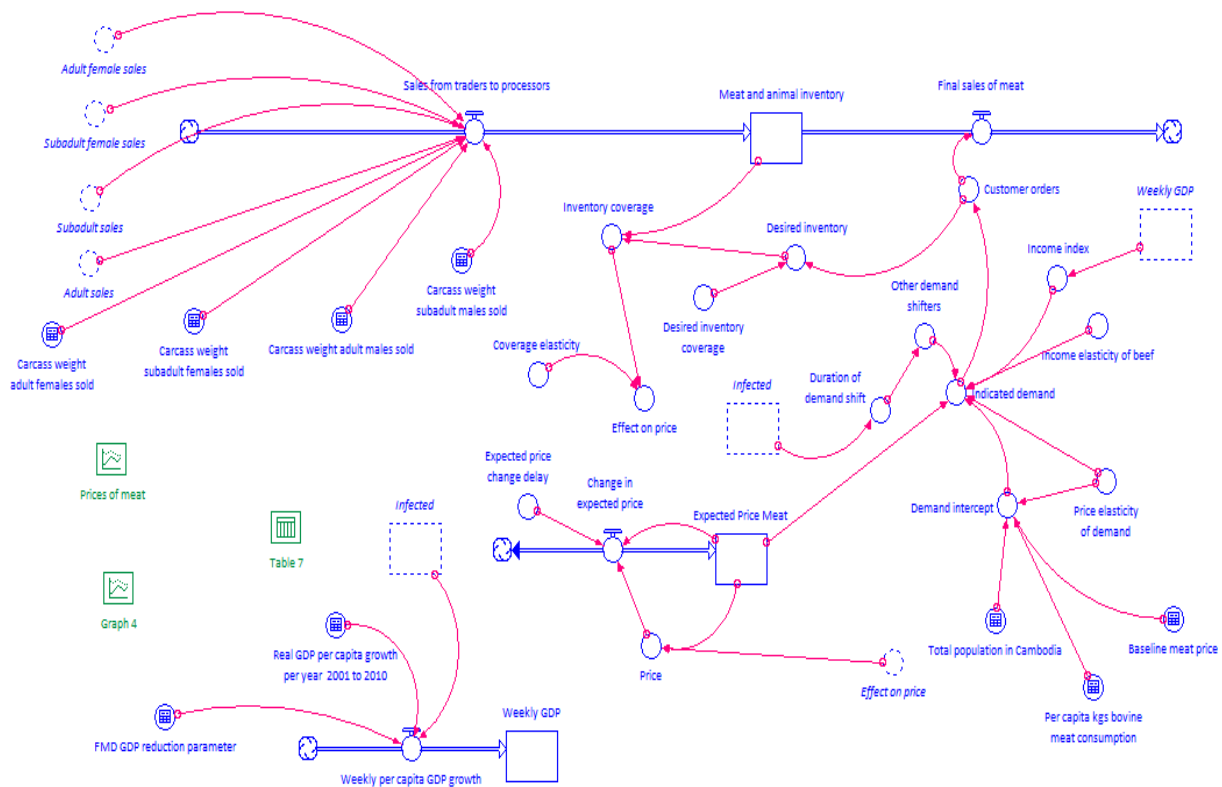 Adult female sales
Sales from traders to processors
Meat and animal inventory
Final sales of meat
Subadult female sales
Customer orders
Weekly GDP
Inventory coverage
Desired inventory
Subadult sales
Income index
Adult sales
Carcass weight
subadult males sold
Other demand
shifters
Desired inventory
coverage
Carcass weight
adult females sold
Carcass weight
subadult females sold
Carcass weight adult males sold
Coverage elasticity
Income elasticity of beef
Infected
Duration of
demand shift
Indicated demand
Effect on price
Expected price
change delay
Change in
expected price
Prices of meat
Infected
Expected Price Meat
Demand intercept
Price elasticity
of demand
Table 7
Graph 4
Real GDP per capita growth
per year 2001 to 2010
Price
Effect on price
Total population in Cambodia
Baseline meat price
Weekly GDP
Per capita kgs bovine
meat consumption
FMD GDP reduction parameter
Weekly per capita GDP growth